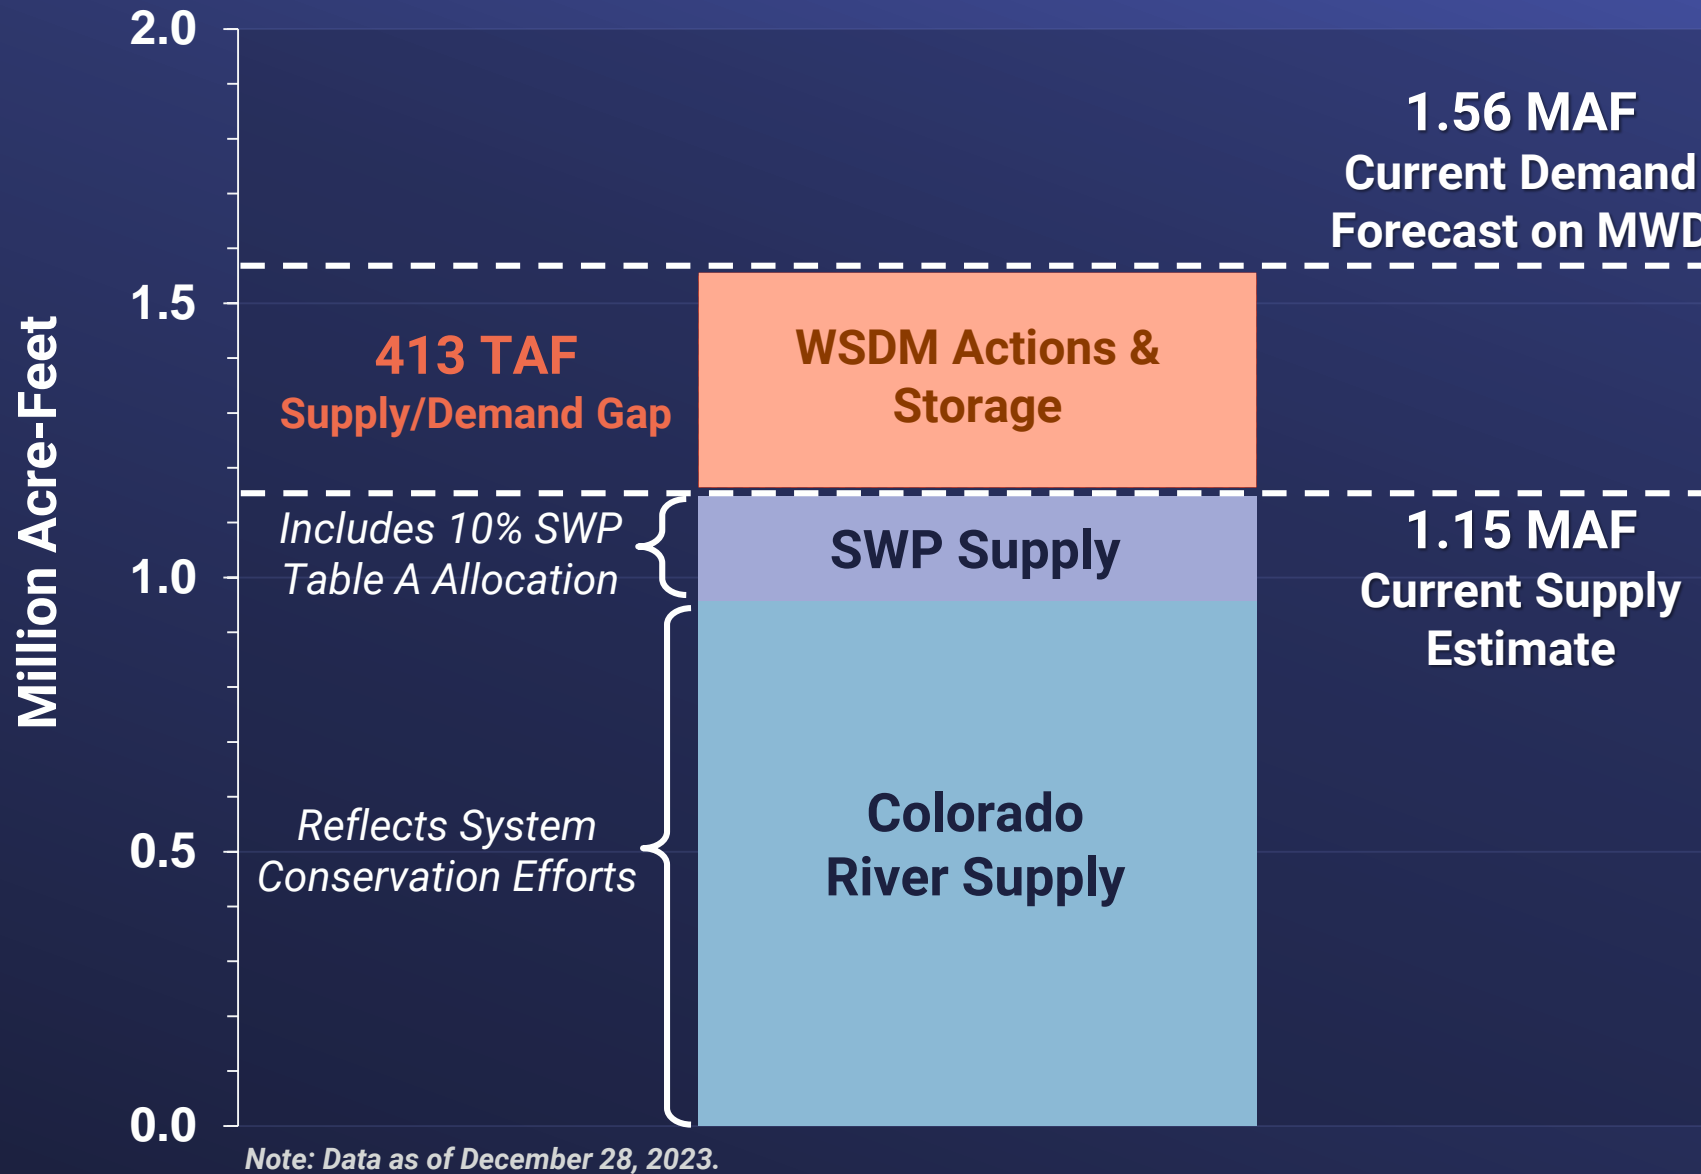 Million Acre-Feet
2.0
1.5
1.0
0.5
0.0
1.56 MAF
Current Demand
Forecast on MWD
413 TAF
Supply/Demand Gap
WSDM Actions &
Storage
Includes 10% SWP
Table A Allocation
SWP Supply
1.15 MAF
Current Supply
Estimate
Reflects System
Conservation Efforts
Colorado
River Supply
Note: Data as of December 28, 2023.